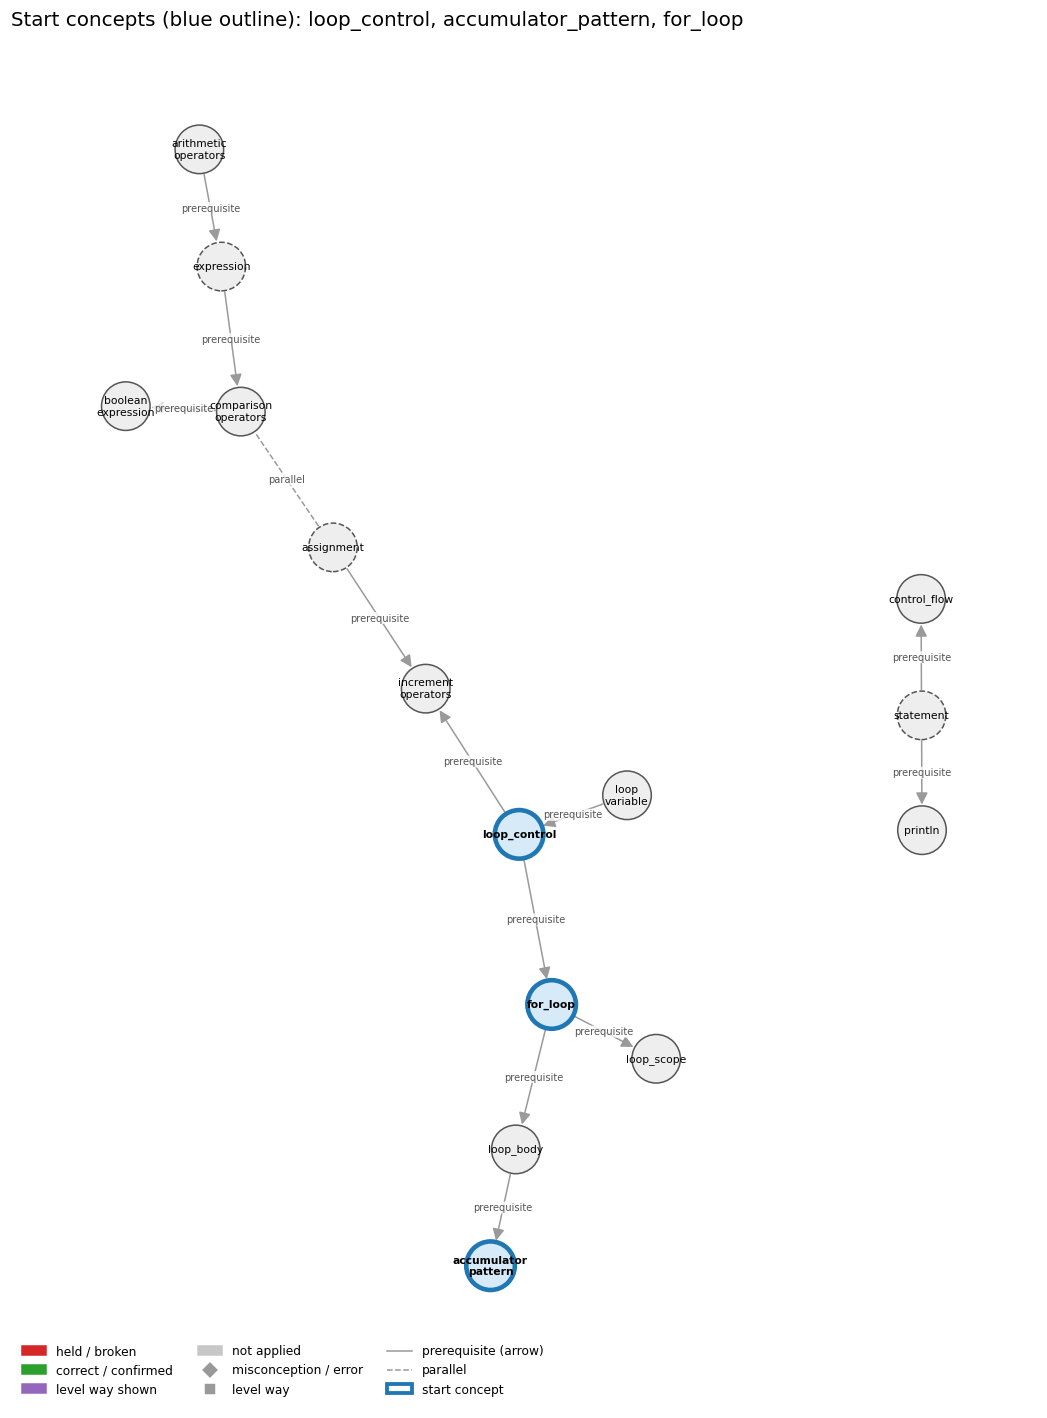 Start concepts (blue outline): loop_control, accumulator_pattern, for_loop
arithmetic
operators
prerequisite
expression
prerequisite
boolean
expression
prerequisite
comparison
operators
parallel
assignment
prerequisite
increment
operators
prerequisite
loop
variable
prerequisite
loop_control
prerequisite
for_loop
prerequisite
loop_scope
prerequisite
loop_body
prerequisite
accumulator
pattern
control_flow
prerequisite
statement
prerequisite
println
held / broken
correct / confirmed
level way shown
not applied
misconception / error
level way
prerequisite (arrow)
parallel
start concept